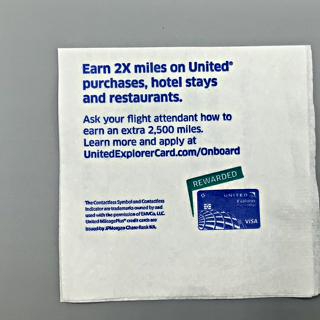 Earn 2X miles on United®
purchases, hotel stays
and restaurants.
Ask your flight attendant how to
earn an extra 2,500 miles.
Learn more and apply at
UnitedExplorerCard.com/Onboard
REWARDED
UNITED
Explorer
VISA
The Contactless Symbol and Contactless
Indicator are trademarks owned by and
used with the permission of EMVCo, LLC.
United MileagePlus® credit cards are
issued by JPMorgan Chase Bank N.A.